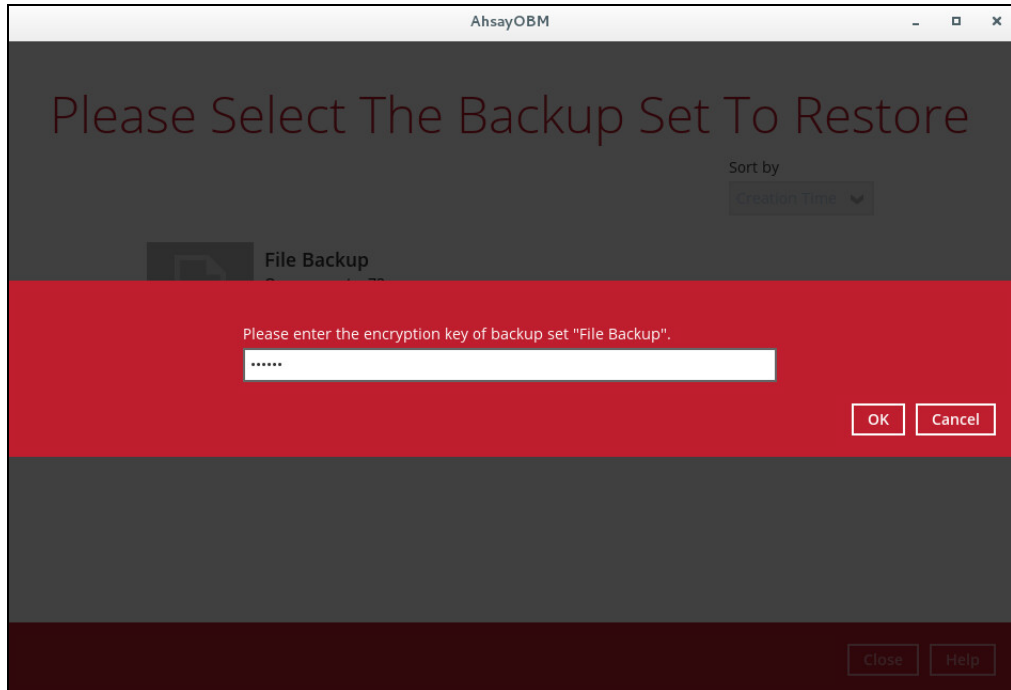 AhsayOBM
Please Select The Backup Set To Restore
Sort by
Creation Time
File Backup
Please enter the encryption key of backup set "File Backup".
••••••
OK Cancel
Close Help